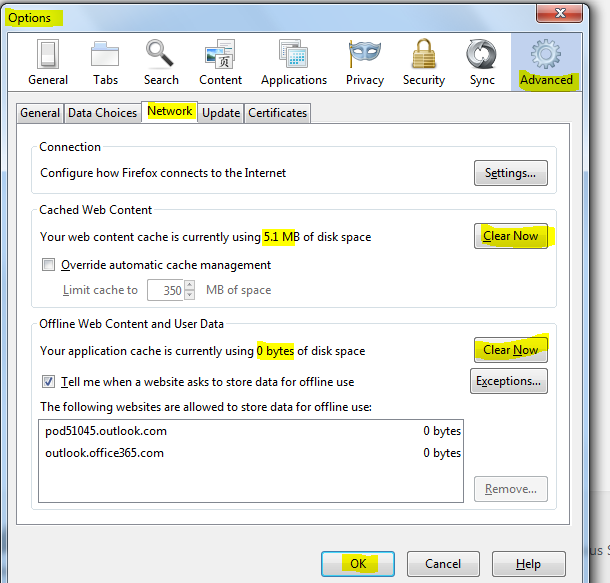 Options
General Tabs Search Content Applications Privacy Security Sync Advanced
General Data Choices Network Update Certificates
Connection
Configure how Firefox connects to the Internet Settings...
Cached Web Content
Your web content cache is currently using 5.1 MB of disk space Clear Now
Override automatic cache management
Limit cache to 350 MB of space
Offline Web Content and User Data
Your application cache is currently using 0 bytes of disk space Clear Now
Tell me when a website asks to store data for offline use Exceptions...
The following websites are allowed to store data for offline use:
pod51045.outlook.com 0 bytes
outlook.office365.com 0 bytes
Remove...
us S
OK Cancel Help